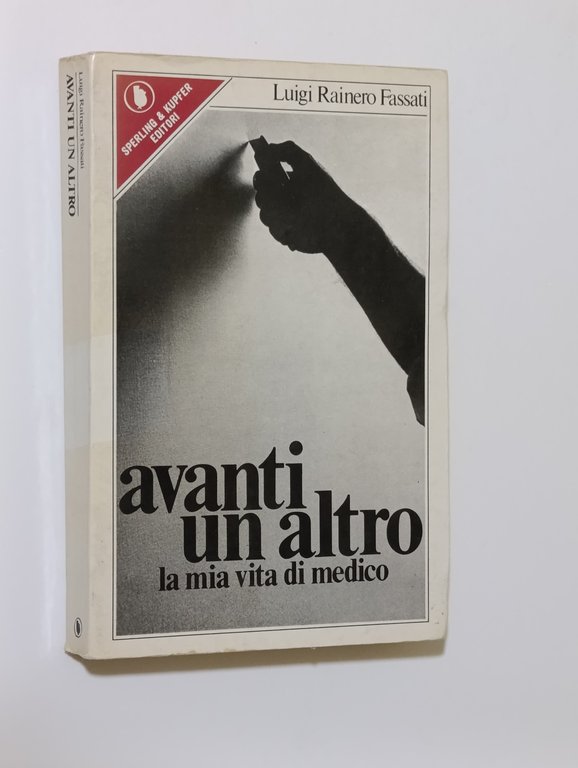 Luigi Rainero Fassati
AVANTI UN ALTRO
SPERLING & KUPFER
EDITORI
Luigi Rainero Fassati
avanti
un altro
la mia vita di medico